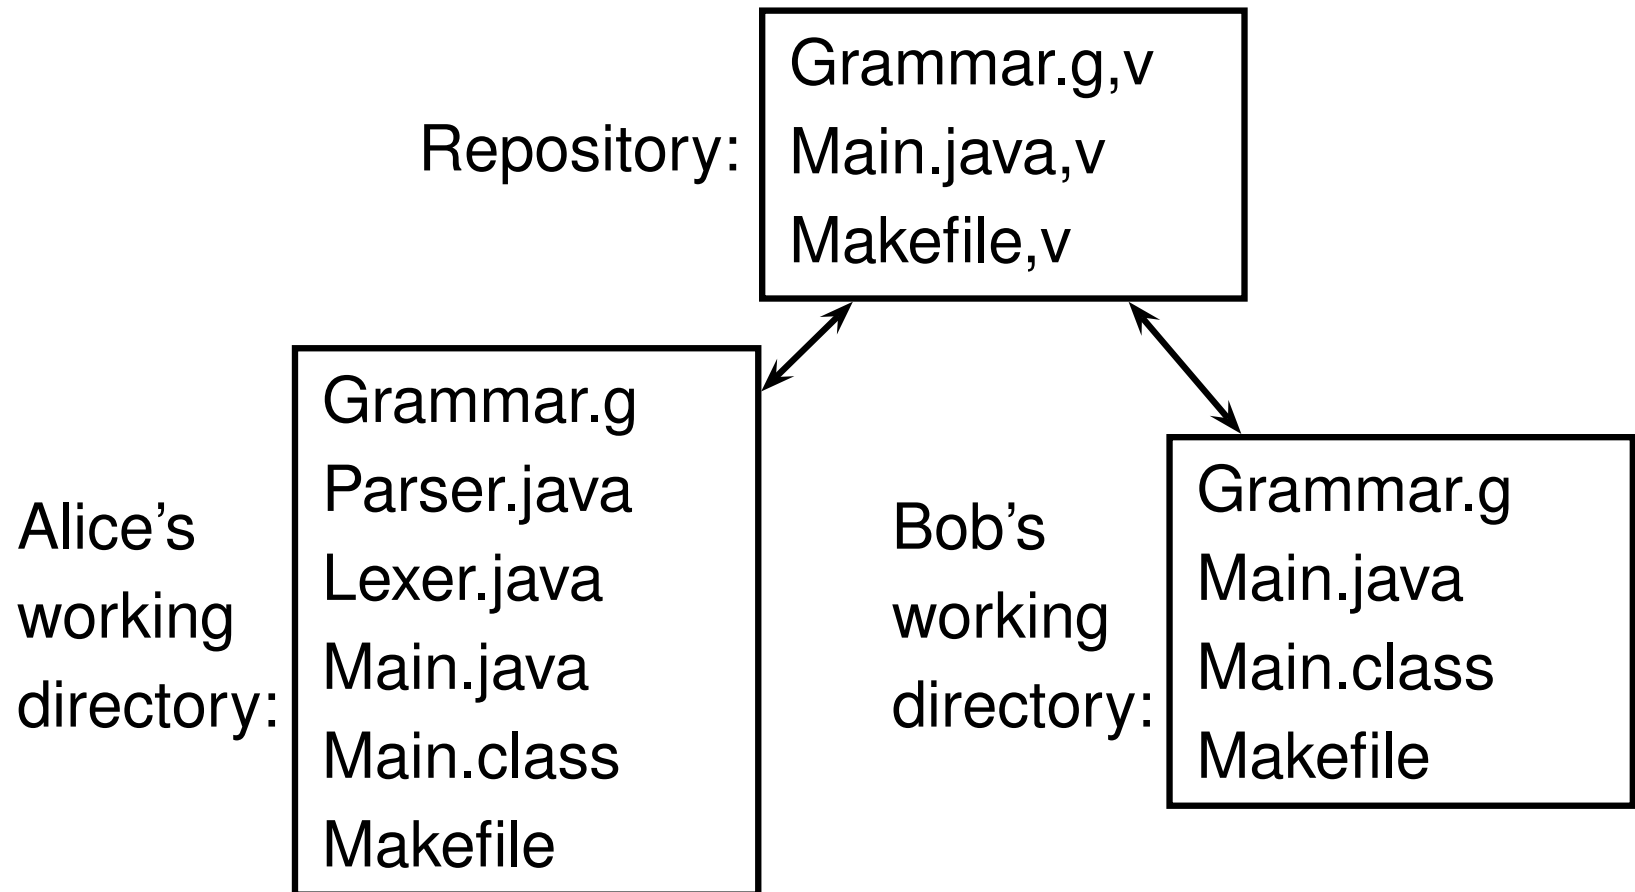 Repository:
Grammar.g,v
Main.java,v
Makefile,v
Alice’s
working
directory:
Grammar.g
Parser.java
Lexer.java
Main.java
Main.class
Makefile
Bob’s
working
directory:
Grammar.g
Main.java
Main.class
Makefile